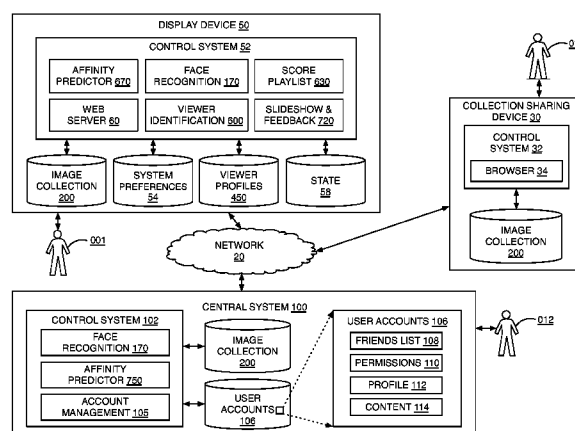 DISPLAY DEVICE 50
CONTROL SYSTEM 52
AFFINITY
PREDICTOR 670
FACE
RECOGNITION 170
SCORE
PLAYLIST 630
WEB
SERVER 60
VIEWER
IDENTIFICATION 600
SLIDESHOW &
FEEDBACK 720
IMAGE
COLLECTION
200
SYSTEM
PREFERENCES
54
VIEWER
PROFILES
450
STATE
58
001
COLLECTION SHARING
DEVICE 30
CONTROL
SYSTEM 32
BROWSER 34
IMAGE
COLLECTION
200
NETWORK
20
CENTRAL SYSTEM 100
CONTROL SYSTEM 102
FACE
RECOGNITION 170
AFFINITY
PREDICTOR 750
ACCOUNT
MANAGEMENT 105
IMAGE
COLLECTION
200
USER
ACCOUNTS
106
USER ACCOUNTS 106
FRIENDS LIST 108
PERMISSIONS 110
PROFILE 112
CONTENT 114
012